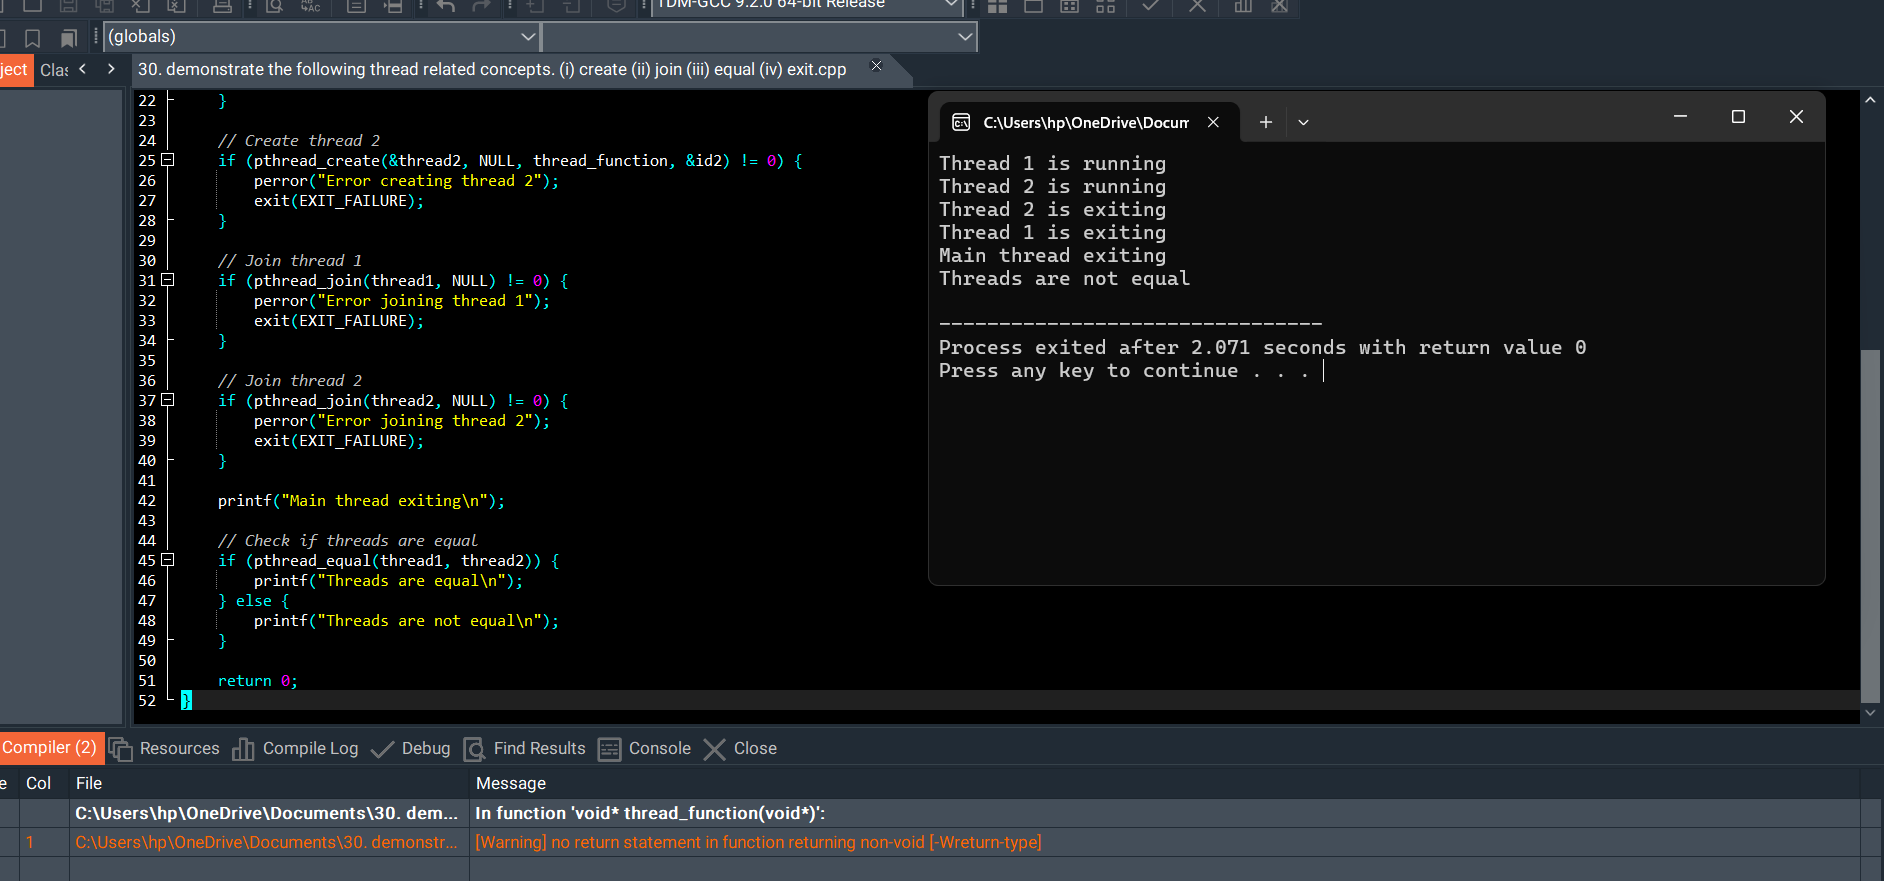 TDM-GCC 9.2.0 64-bit Release
(globals)
ject Clas 30. demonstrate the following thread related concepts. (i) create (ii) join (iii) equal (iv) exit.cpp
22 }
23
24 // Create thread 2
25 if (pthread_create(&thread2, NULL, thread_function, &id2) != 0) {
26 perror("Error creating thread 2");
27 exit(EXIT_FAILURE);
28 }
29
30 // Join thread 1
31 if (pthread_join(thread1, NULL) != 0) {
32 perror("Error joining thread 1");
33 exit(EXIT_FAILURE);
34 }
35
36 // Join thread 2
37 if (pthread_join(thread2, NULL) != 0) {
38 perror("Error joining thread 2");
39 exit(EXIT_FAILURE);
40 }
41
42 printf("Main thread exiting\n");
43
44 // Check if threads are equal
45 if (pthread_equal(thread1, thread2)) {
46 printf("Threads are equal\n");
47 } else {
48 printf("Threads are not equal\n");
49 }
50
51 return 0;
52 }
C:\Users\hp\OneDrive\Docum
Thread 1 is running
Thread 2 is running
Thread 2 is exiting
Thread 1 is exiting
Main thread exiting
Threads are not equal
--------------------------------
Process exited after 2.071 seconds with return value 0
Press any key to continue . . .
Compiler (2) Resources Compile Log Debug Find Results Console Close
e Col File Message
C:\Users\hp\OneDrive\Documents\30. dem... In function 'void* thread_function(void*)':
1 C:\Users\hp\OneDrive\Documents\30. demonstr... [Warning] no return statement in function returning non-void [-Wreturn-type]